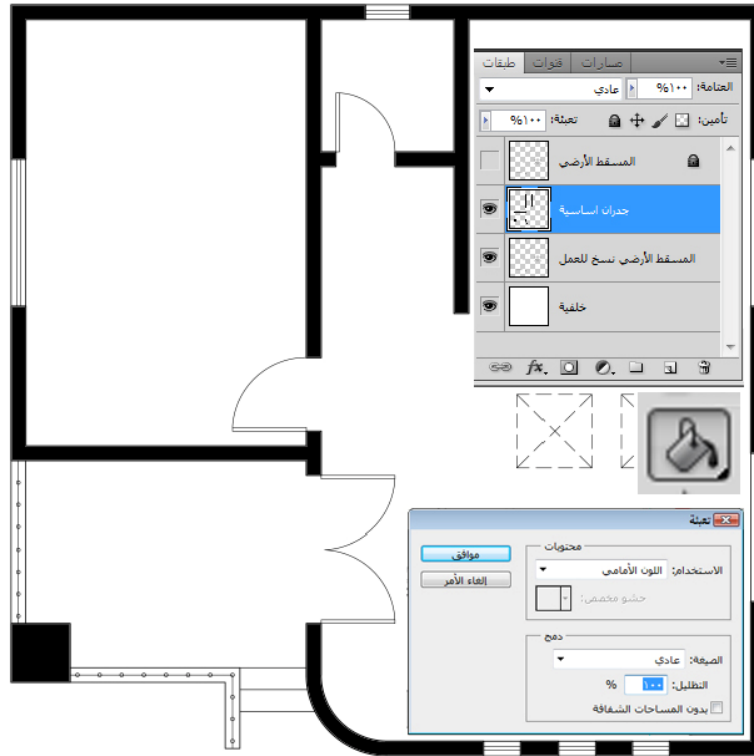 طبقات قنوات مسارات
عادي العتامة: ١٠٠%
تأمين: تعبئة: ١٠٠%
المسقط الأرضي
جدران اساسية
المسقط الأرضي نسخ للعمل
خلفية
fx.
تعبئة
محتويات
موافق
الاستخدام: اللون الأمامي
إلغاء الأمر
حشو مخصص:
دمج
الصيغة: عادي
التظليل: ١٠٠ %
بدون المساحات الشفافة